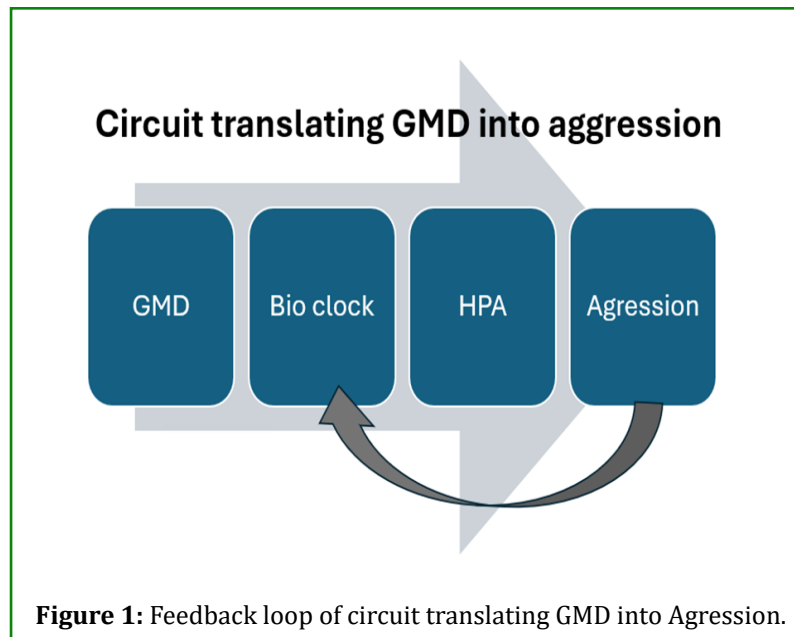 Circuit translating GMD into aggression
GMD
Bio clock
HPA
Agression
Figure 1: Feedback loop of circuit translating GMD into Agression.